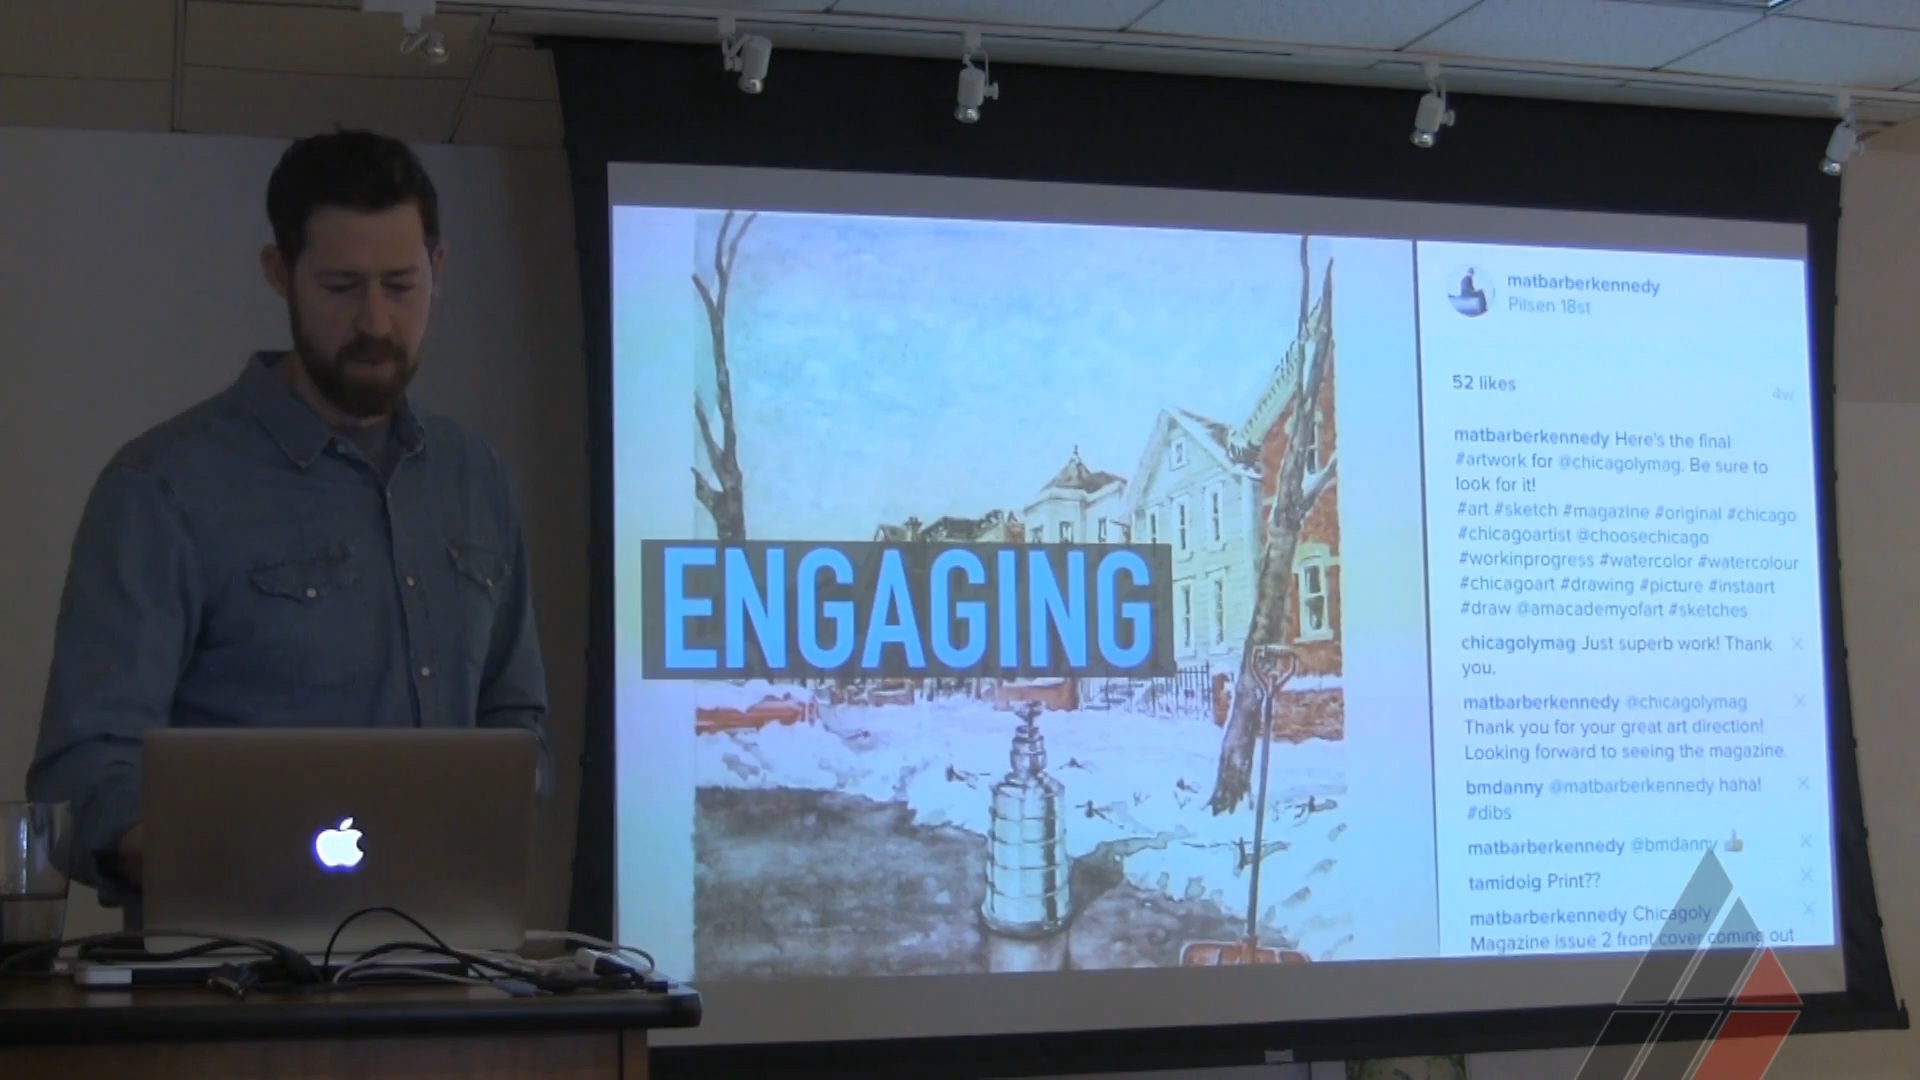 ENGAGING
matbarberkennedy
Pilsen 18st
52 likes
4w
matbarberkennedy Here's the final
#artwork for @chicagolymag. Be sure to
look for it!
#art #sketch #magazine #original #chicago
#chicagoartist @choosechicago
#workinprogress #watercolor #watercolour
#chicagoart #drawing #picture #instaart
#draw @amacademyofart #sketches
chicagolymag Just superb work! Thank
you.
matbarberkennedy @chicagolymag
Thank you for your great art direction!
Looking forward to seeing the magazine.
bmdanny @matbarberkennedy haha!
#dibs
matbarberkennedy @bmdanny 👍
tamidoig Print??
matbarberkennedy Chicagoly
Magazine issue 2 front cover coming out